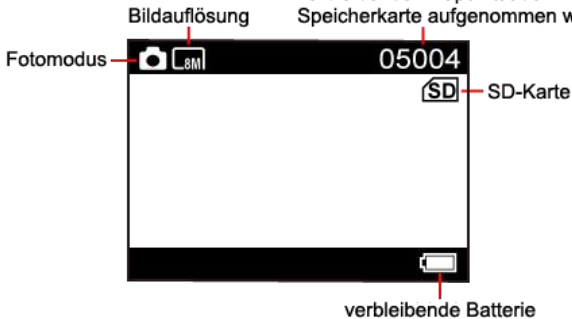 Bildauflösung
Speicherkarte aufgenommen
Fotomodus
8M
05004
SD
SD-Karte
verbleibende Batterie